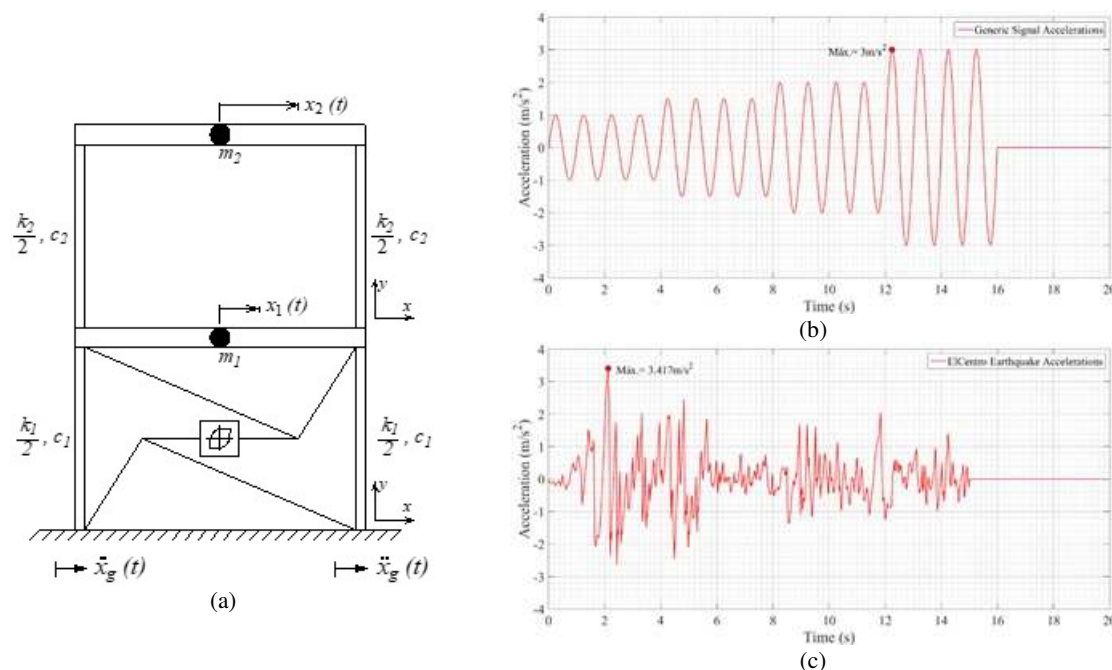 x₂ (t)
m₂
k₂/2 , c₂
k₂/2 , c₂
y
x
x₁ (t)
m₁
k₁/2 , c₁
k₁/2 , c₁
y
x
ẍg (t)
ẍg (t)
(a)
Generic Signal Accelerations
Máx.= 3m/s²
Acceleration (m/s²)
4
3
2
1
0
-1
-2
-3
-4
0 2 4 6 8 10 12 14 16 18 20
Time (s)
(b)
ElCentro Earthquake Accelerations
Máx.= 3.417m/s²
Acceleration (m/s²)
4
3
2
1
0
-1
-2
-3
-4
0 2 4 6 8 10 12 14 16 18 20
Time (s)
(c)